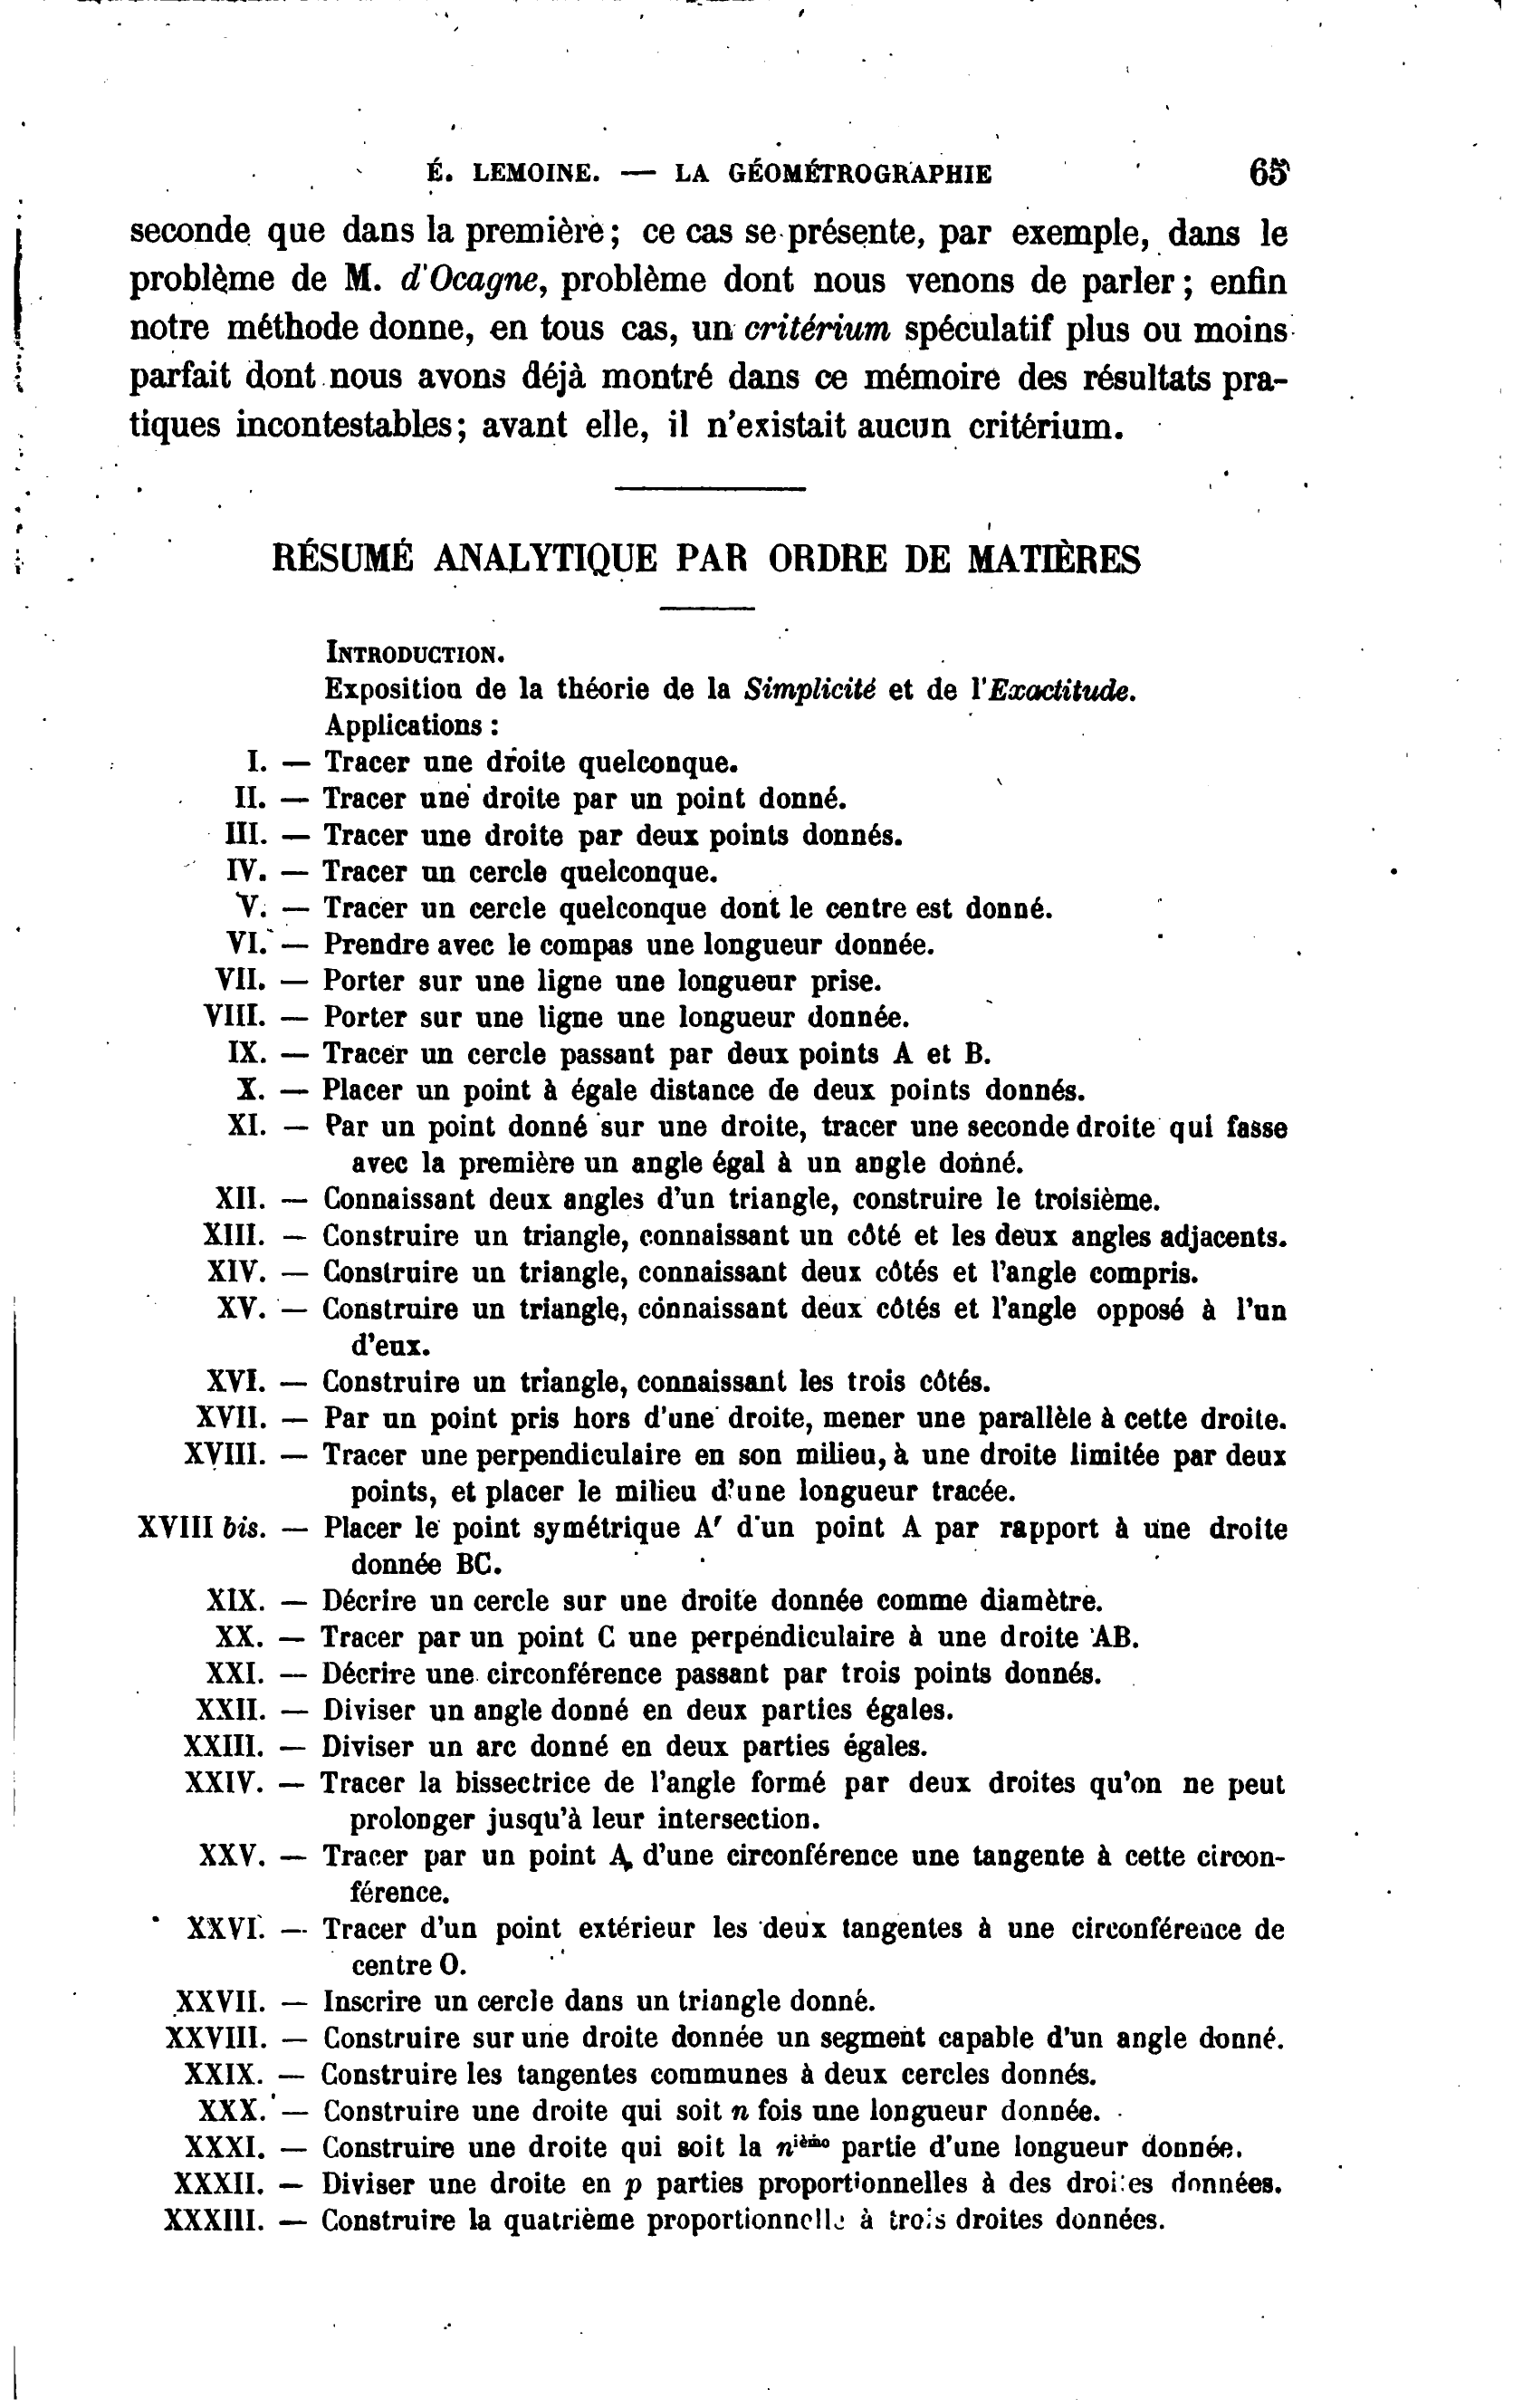 É. LEMOINE. — LA GÉOMÉTROGRAPHIE 65
seconde que dans la première; ce cas se présente, par exemple, dans le
problème de M. d'Ocagne, problème dont nous venons de parler; enfin
notre méthode donne, en tous cas, un critérium spéculatif plus ou moins
parfait dont nous avons déjà montré dans ce mémoire des résultats pra-
tiques incontestables; avant elle, il n'existait aucun critérium.
RÉSUMÉ ANALYTIQUE PAR ORDRE DE MATIÈRES
INTRODUCTION.
Exposition de la théorie de la Simplicité et de l'Exactitude.
Applications :
I. — Tracer une droite quelconque.
II. — Tracer une droite par un point donné.
III. — Tracer une droite par deux points donnés.
IV. — Tracer un cercle quelconque.
V. — Tracer un cercle quelconque dont le centre est donné.
VI. — Prendre avec le compas une longueur donnée.
VII. — Porter sur une ligne une longueur prise.
VIII. — Porter sur une ligne une longueur donnée.
IX. — Tracer un cercle passant par deux points A et B.
X. — Placer un point à égale distance de deux points donnés.
XI. — Par un point donné sur une droite, tracer une seconde droite qui fasse
avec la première un angle égal à un angle donné.
XII. — Connaissant deux angles d'un triangle, construire le troisième.
XIII. — Construire un triangle, connaissant un côté et les deux angles adjacents.
XIV. — Construire un triangle, connaissant deux côtés et l'angle compris.
XV. — Construire un triangle, connaissant deux côtés et l'angle opposé à l'un
d'eux.
XVI. — Construire un triangle, connaissant les trois côtés.
XVII. — Par un point pris hors d'une droite, mener une parallèle à cette droite.
XVIII. — Tracer une perpendiculaire en son milieu, à une droite limitée par deux
points, et placer le milieu d'une longueur tracée.
XVIII bis. — Placer le point symétrique A' d'un point A par rapport à une droite
donnée BC.
XIX. — Décrire un cercle sur une droite donnée comme diamètre.
XX. — Tracer par un point C une perpendiculaire à une droite AB.
XXI. — Décrire une circonférence passant par trois points donnés.
XXII. — Diviser un angle donné en deux parties égales.
XXIII. — Diviser un arc donné en deux parties égales.
XXIV. — Tracer la bissectrice de l'angle formé par deux droites qu'on ne peut
prolonger jusqu'à leur intersection.
XXV. — Tracer par un point A, d'une circonférence une tangente à cette circon-
férence.
XXVI. — Tracer d'un point extérieur les deux tangentes à une circonférence de
centre O.
XXVII. — Inscrire un cercle dans un triangle donné.
XXVIII. — Construire sur une droite donnée un segment capable d'un angle donné.
XXIX. — Construire les tangentes communes à deux cercles donnés.
XXX. — Construire une droite qui soit n fois une longueur donnée.
XXXI. — Construire une droite qui soit la nième partie d'une longueur donnée.
XXXII. — Diviser une droite en p parties proportionnelles à des droites données.
XXXIII. — Construire la quatrième proportionnelle à trois droites données.